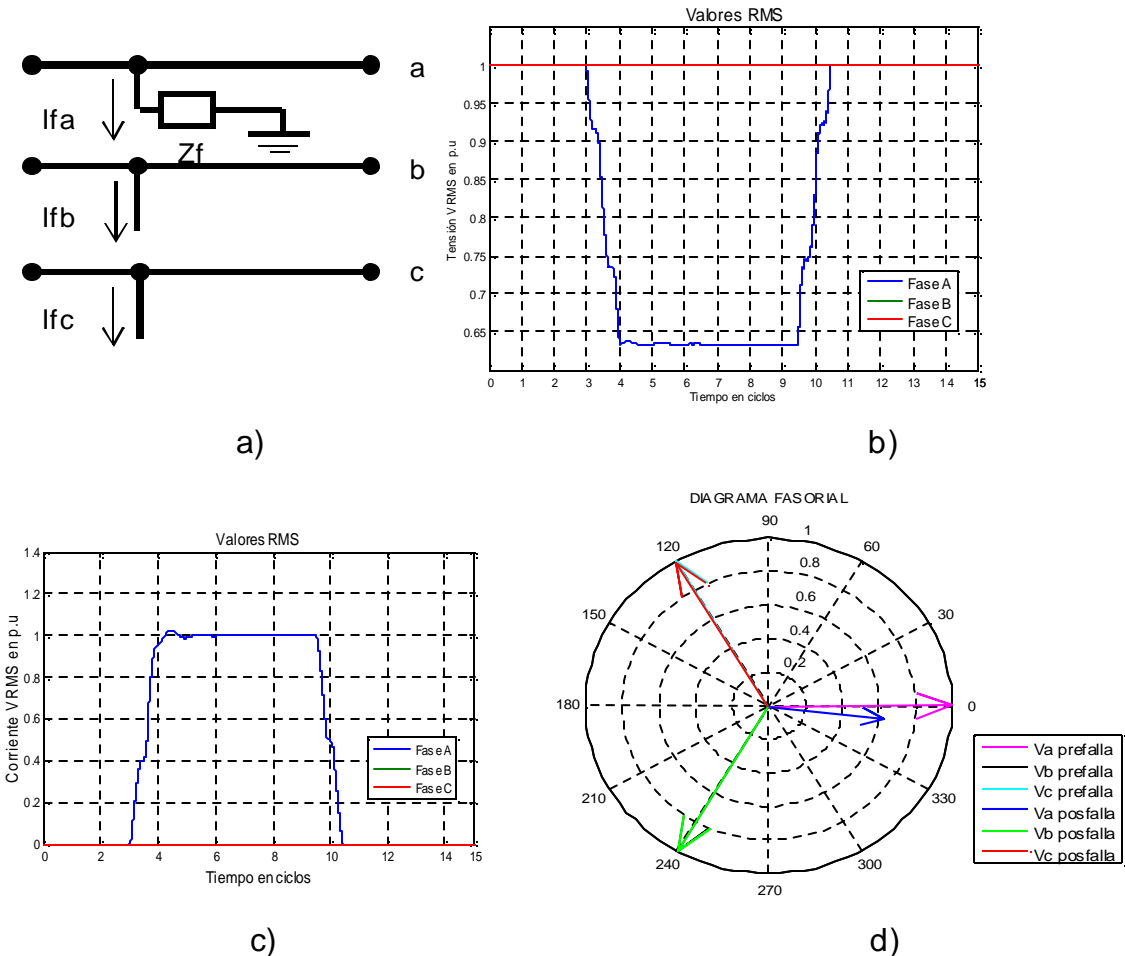 a
Ifa
Zf
b
Ifb
c
Ifc
a)
Valores RMS
Tensión V RMS en p.u
1
0.95
0.9
0.85
0.8
0.75
0.7
0.65
Fase A
Fase B
Fase C
0 1 2 3 4 5 6 7 8 9 10 11 12 13 14 15
Tiempo en ciclos
b)
Valores RMS
Corriente V RMS en p.u
1.4
1.2
1
0.8
0.6
0.4
0.2
0
Fase A
Fase B
Fase C
0 2 4 6 8 10 12 14 15
Tiempo en ciclos
c)
DIAGRAMA FASORIAL
90
1
120
60
0.8
0.6
150
30
0.4
0.2
180
0
210
330
240
300
270
Va prefalla
Vb prefalla
Vc prefalla
Va posfalla
Vb posfalla
Vc posfalla
d)